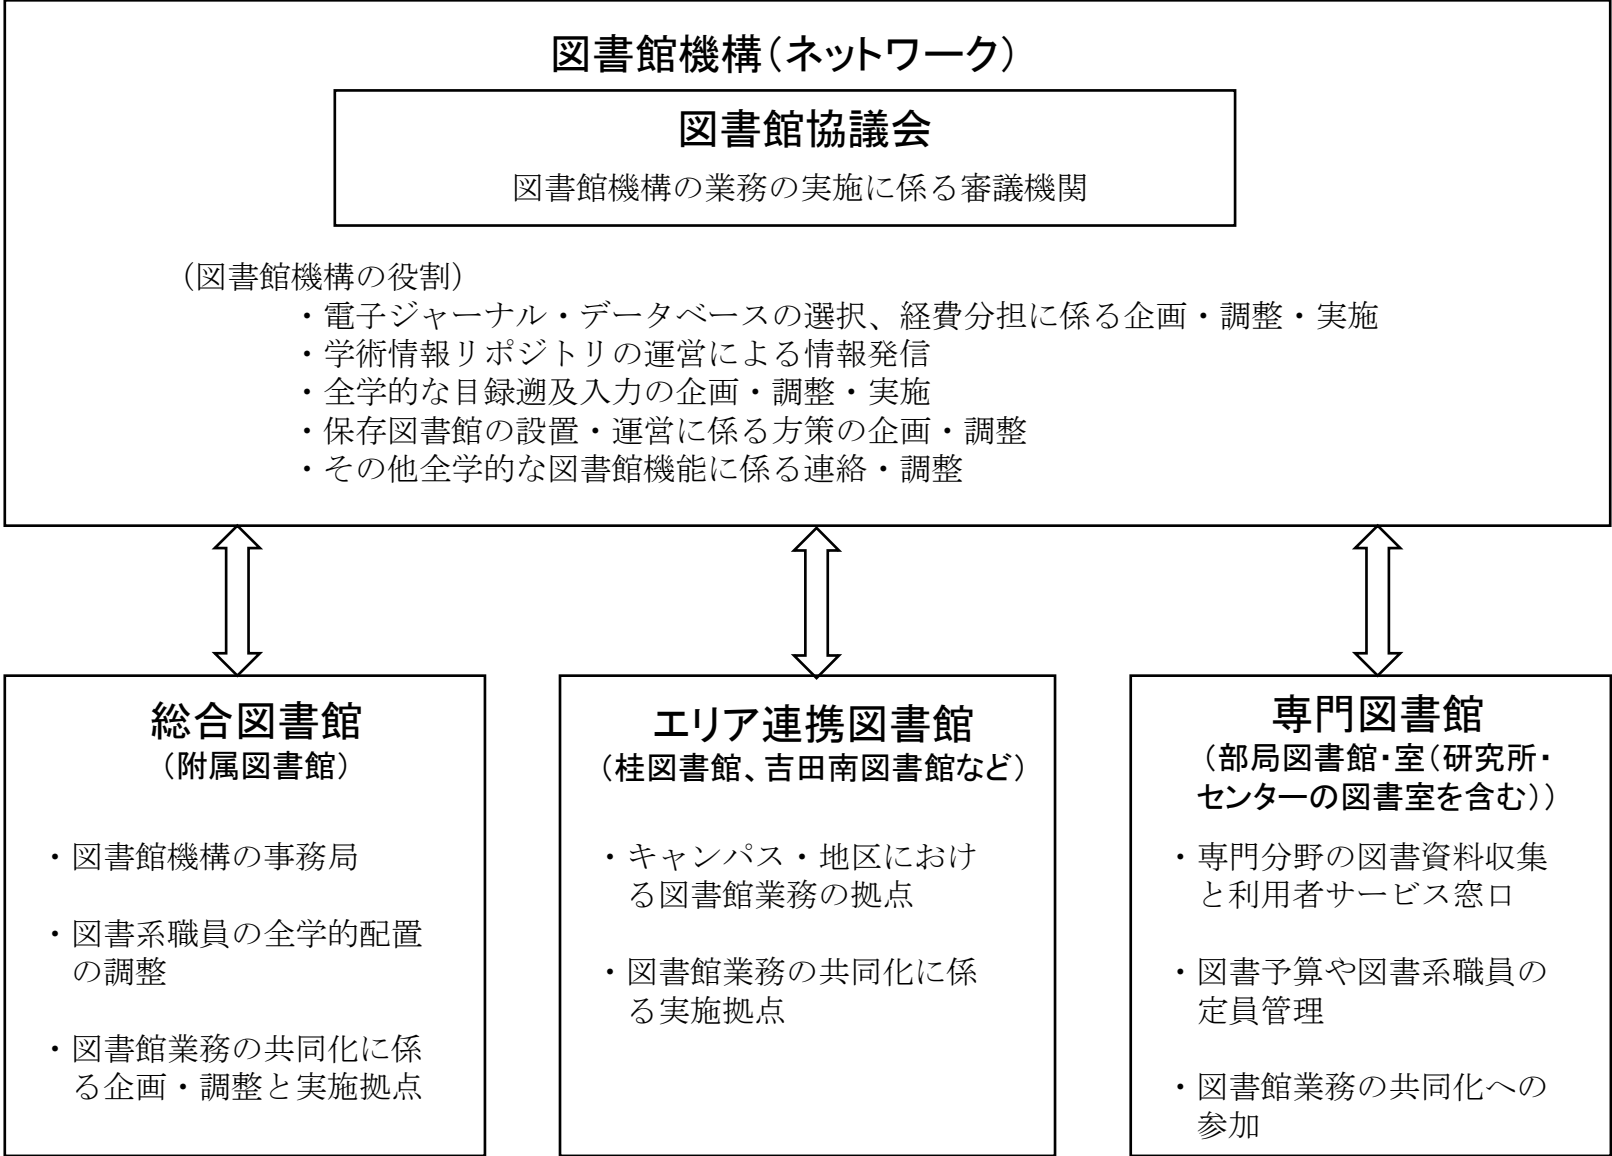 図書館機構（ネットワーク）
図書館協議会
図書館機構の業務の実施に係る審議機関
（図書館機構の役割）
・電子ジャーナル・データベースの選択、経費分担に係る企画・調整・実施
・学術情報リポジトリの運営による情報発信
・全学的な目録遡及入力の企画・調整・実施
・保存図書館の設置・運営に係る方策の企画・調整
・その他全学的な図書館機能に係る連絡・調整
総合図書館
（附属図書館）
・図書館機構の事務局
・図書系職員の全学的配置
の調整
・図書館業務の共同化に係
る企画・調整と実施拠点
エリア連携図書館
（桂図書館、吉田南図書館など）
・キャンパス・地区におけ
る図書館業務の拠点
・図書館業務の共同化に係
る実施拠点
専門図書館
（部局図書館・室（研究所・
センターの図書室を含む））
・専門分野の図書資料収集
と利用者サービス窓口
・図書予算や図書系職員の
定員管理
・図書館業務の共同化への
参加